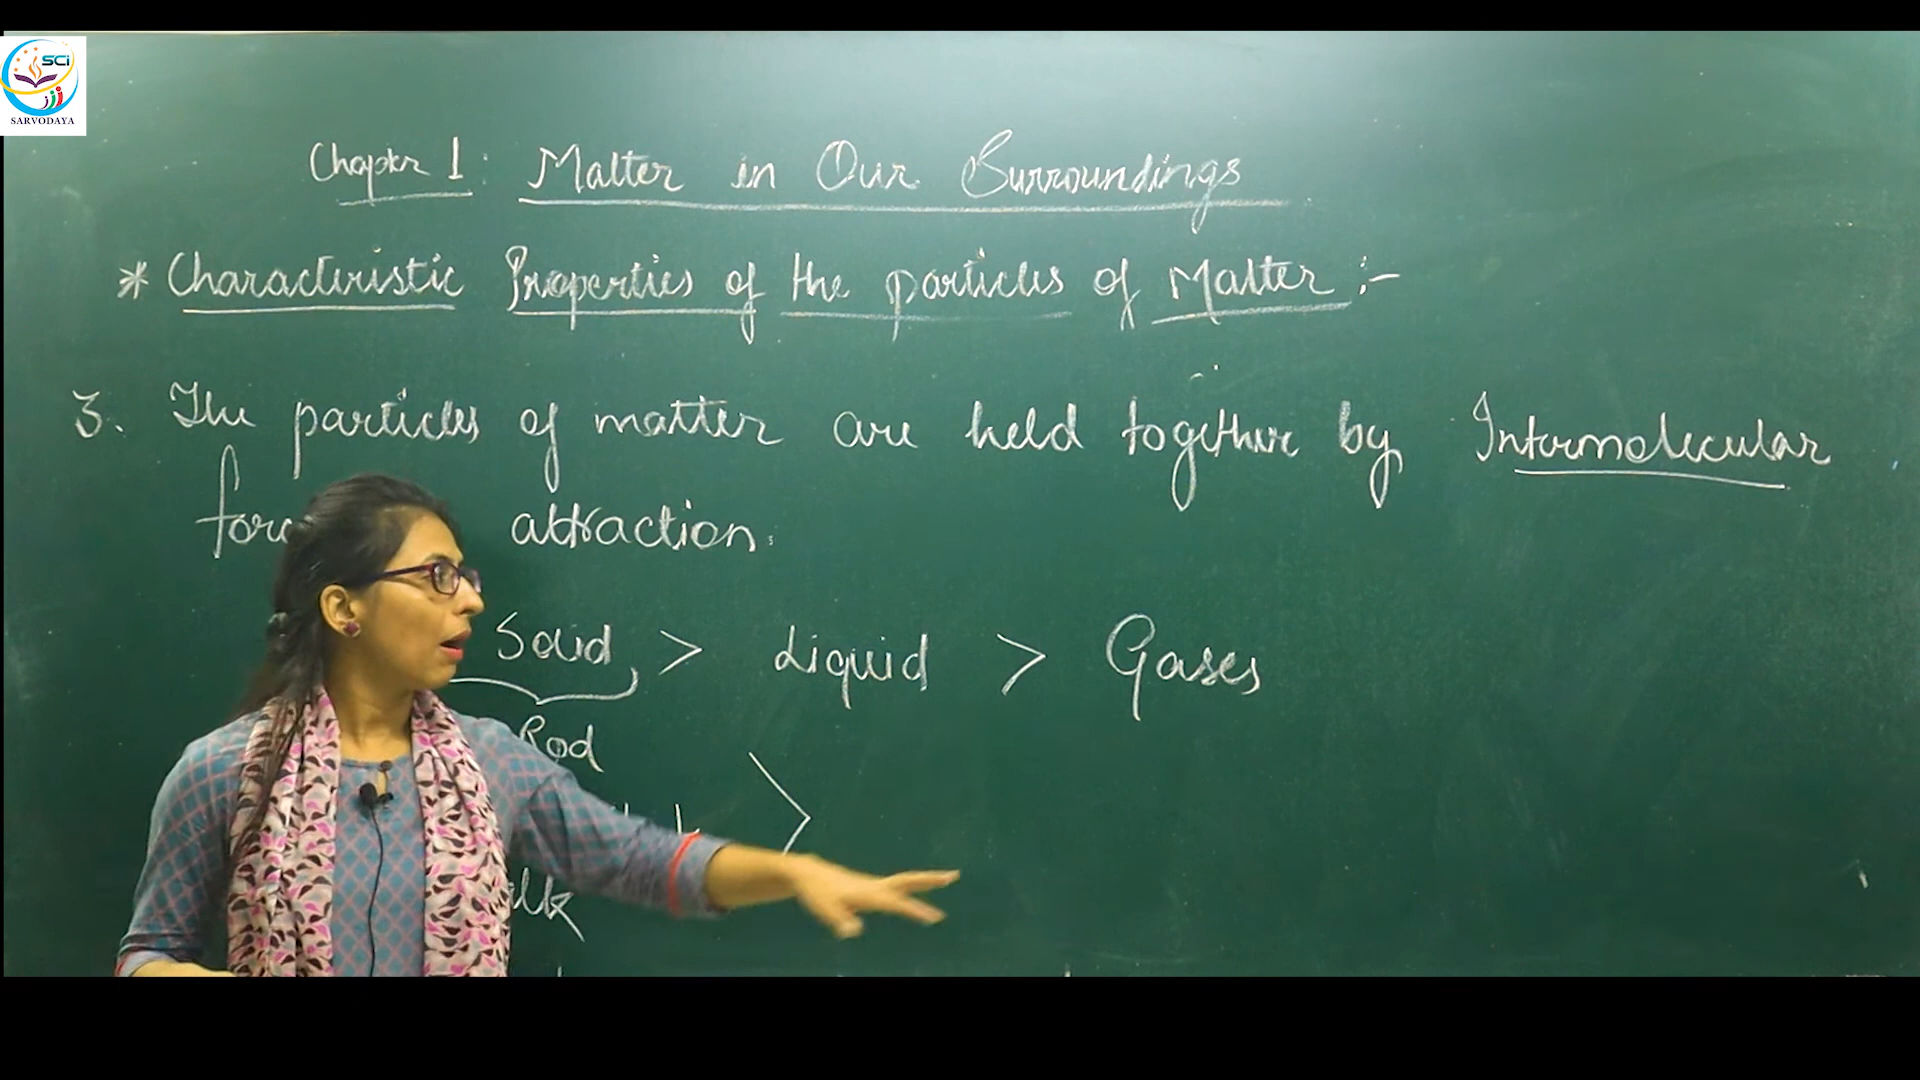 SCI
SARVODAYA
Chapter 1: Matter in Our Surroundings
* Characteristic Properties of the particles of Matter :-
3. The particles of matter are held together by Intermolecular
attraction.
Solid > Liquid > Gases
Rod